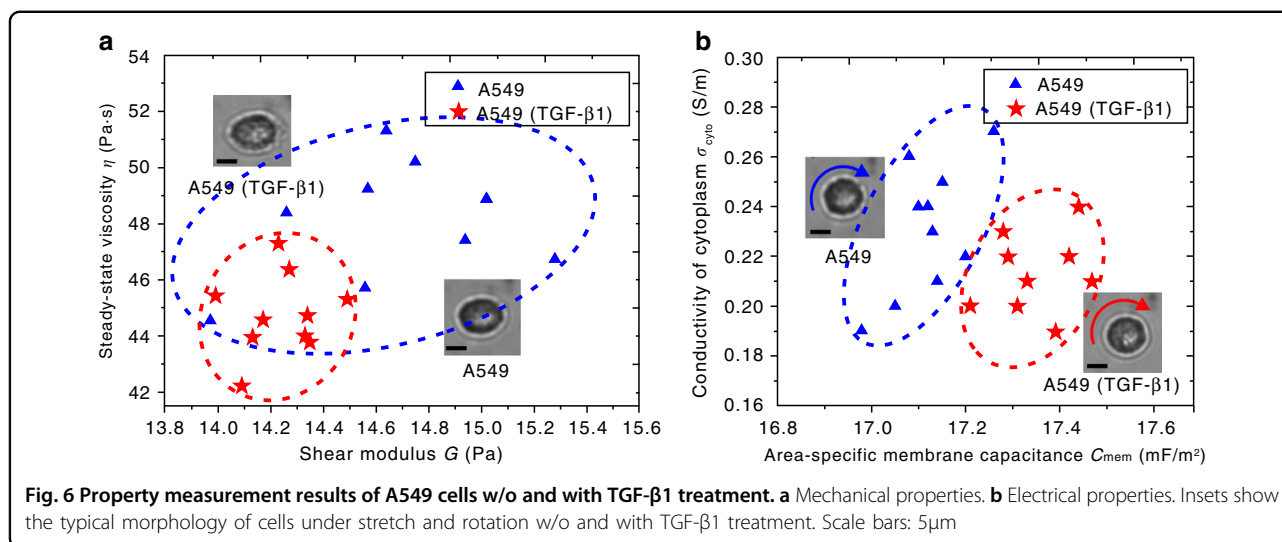 a
54
52
50
48
46
44
42
Steady-state viscosity η (Pa·s)
A549
A549 (TGF-β1)
A549 (TGF-β1)
A549
13.8 14.0 14.2 14.4 14.6 14.8 15.0 15.2 15.4 15.6
Shear modulus G (Pa)
b
0.30
0.28
0.26
0.24
0.22
0.20
0.18
0.16
Conductivity of cytoplasm σcyto (S/m)
A549
A549 (TGF-β1)
A549
A549 (TGF-β1)
16.8 17.0 17.2 17.4 17.6
Area-specific membrane capacitance Cmem (mF/m²)
Fig. 6 Property measurement results of A549 cells w/o and with TGF-β1 treatment. a Mechanical properties. b Electrical properties. Insets show
the typical morphology of cells under stretch and rotation w/o and with TGF-β1 treatment. Scale bars: 5μm